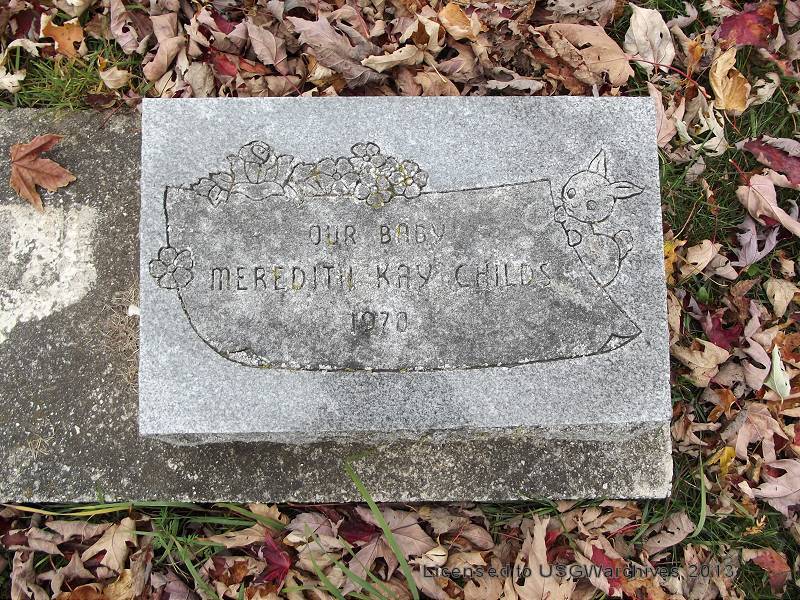 OUR BABY
MEREDITH KAY CHILDS
1970
Licensed to USGWarchives 2013